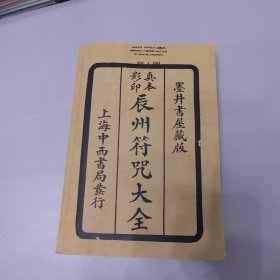 墨井書屋藏版
真本
影印
辰州符咒大全
上海中西書局發行